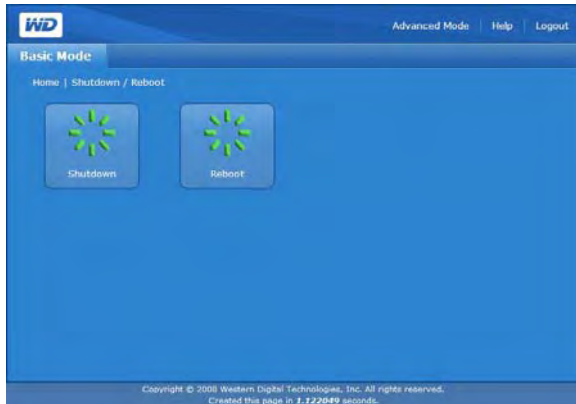 WD
Advanced Mode | Help | Logout
Basic Mode
Home | Shutdown / Reboot
Shutdown Reboot
Copyright © 2008 Western Digital Technologies, Inc. All rights reserved.
Created this page in 1.122049 seconds.